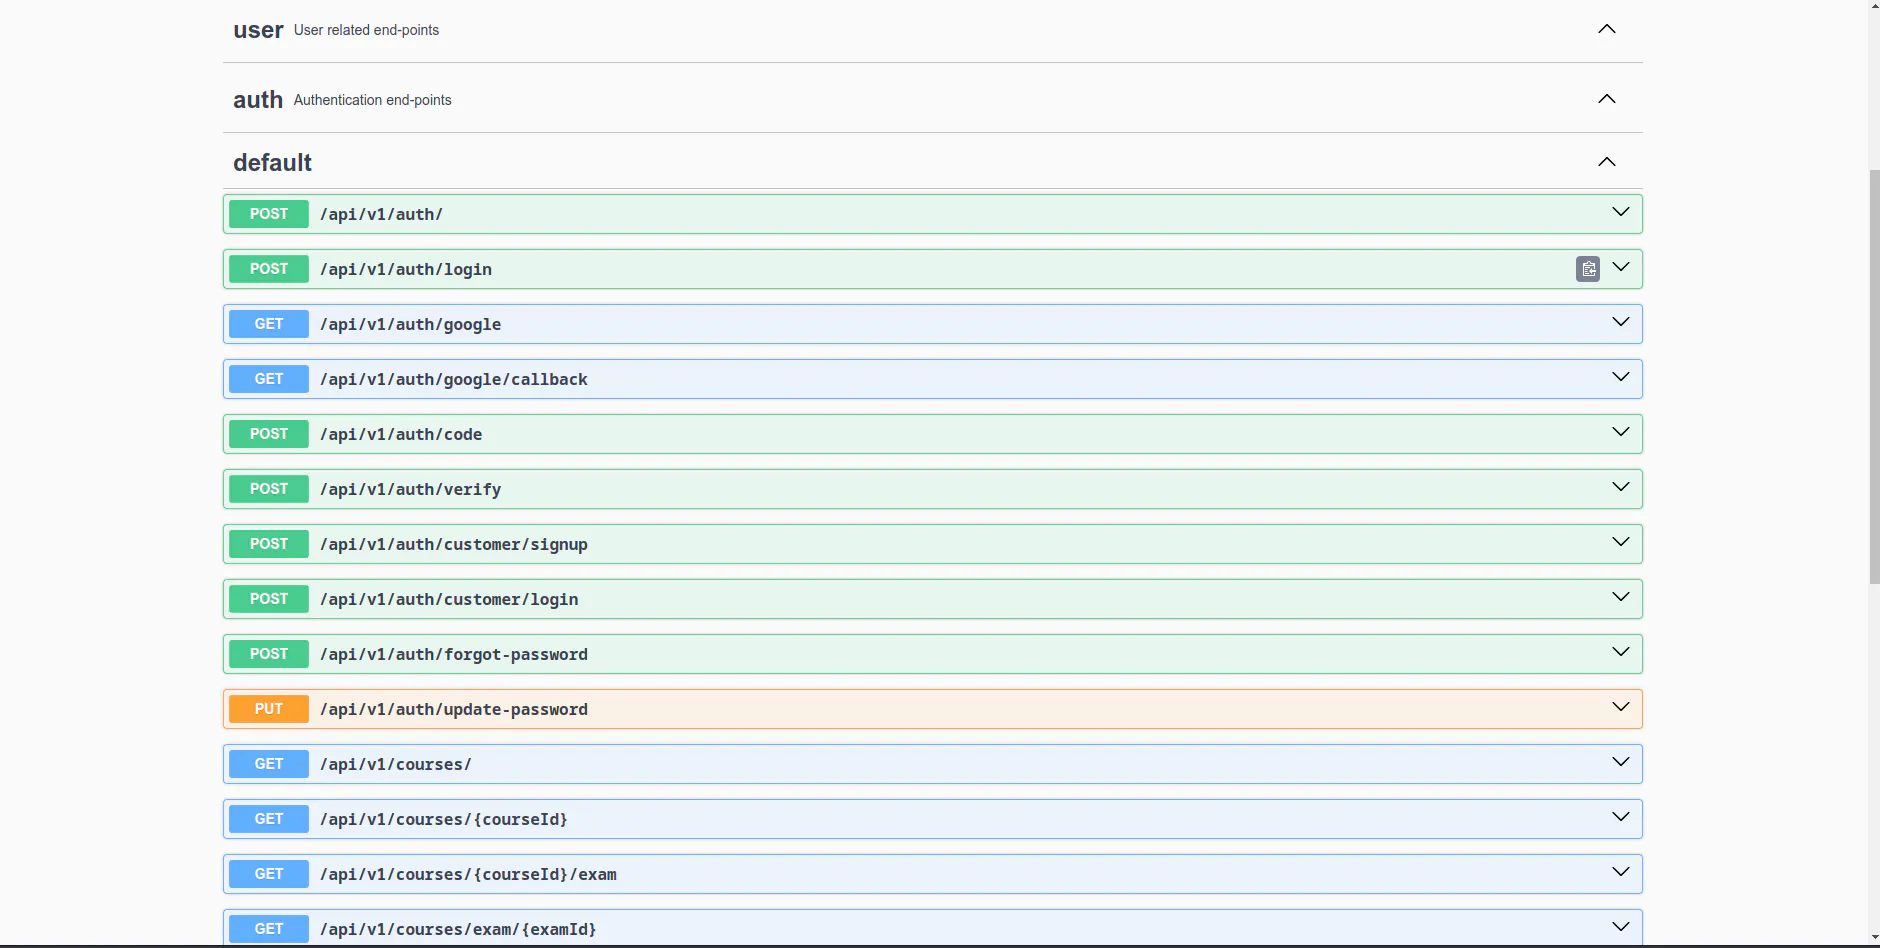 user User related end-points
auth Authentication end-points
default
POST /api/v1/auth/
POST /api/v1/auth/login
GET /api/v1/auth/google
GET /api/v1/auth/google/callback
POST /api/v1/auth/code
POST /api/v1/auth/verify
POST /api/v1/auth/customer/signup
POST /api/v1/auth/customer/login
POST /api/v1/auth/forgot-password
PUT /api/v1/auth/update-password
GET /api/v1/courses/
GET /api/v1/courses/{courseId}
GET /api/v1/courses/{courseId}/exam
GET /api/v1/courses/exam/{examId}